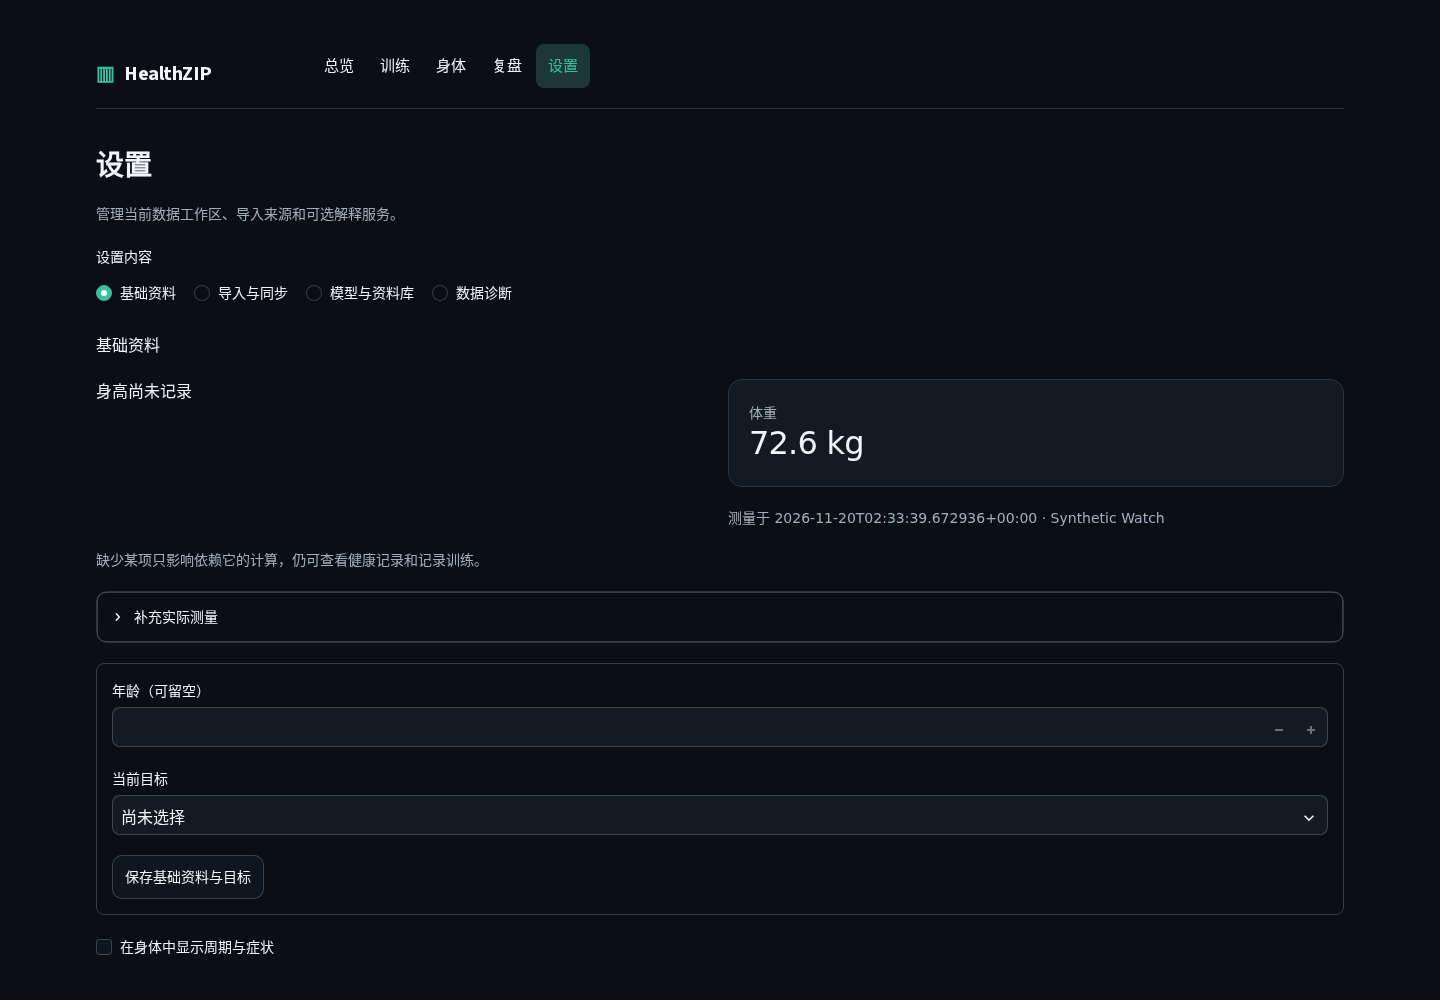 HealthZIP
总览 训练 身体 复盘 设置
设置
管理当前数据工作区、导入来源和可选解释服务。
设置内容
基础资料 导入与同步 模型与资料库 数据诊断
基础资料
身高尚未记录
体重
72.6 kg
测量于 2026-11-20T02:33:39.672936+00:00 · Synthetic Watch
缺少某项只影响依赖它的计算，仍可查看健康记录和记录训练。
补充实际测量
年龄（可留空）
当前目标
尚未选择
保存基础资料与目标
在身体中显示周期与症状